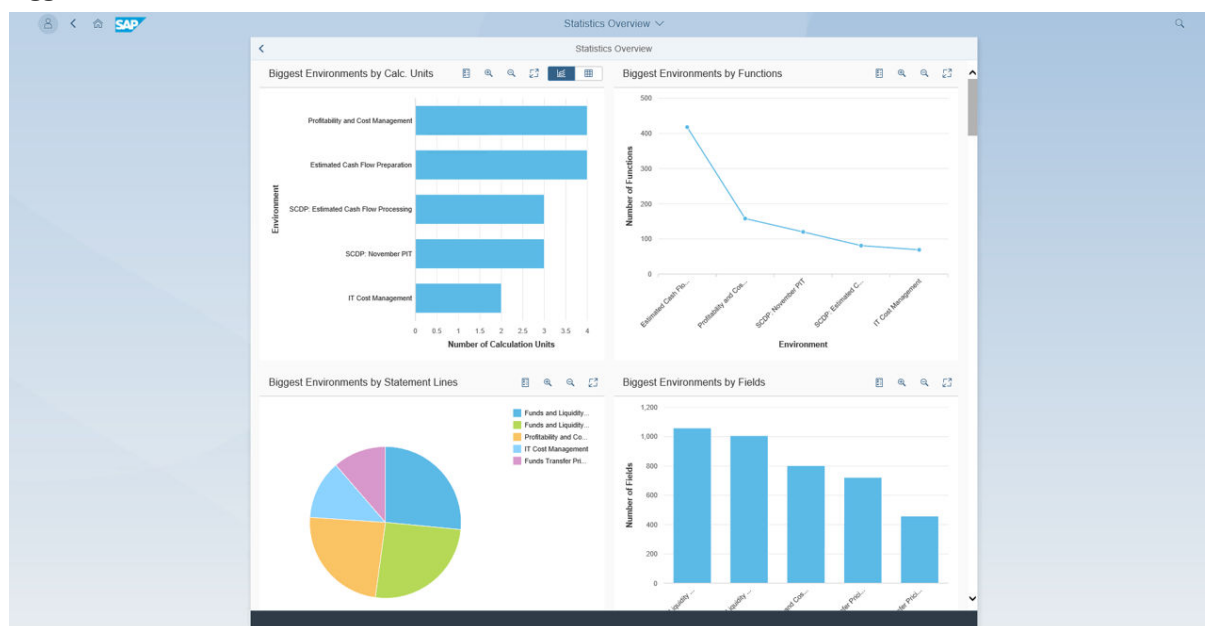 SAP
Statistics Overview
Statistics Overview
Biggest Environments by Calc. Units
Profitability and Cost Management
Estimated Cash Flow Preparation
SCDP: Estimated Cash Flow Processing
SCDP: November PIT
IT Cost Management
Environment
0 0.5 1 1.5 2 2.5 3 3.5 4
Number of Calculation Units
Biggest Environments by Functions
500
400
300
200
100
0
Number of Functions
Estimated Cash Flo...
Profitability and Cos...
SCDP: November PIT
SCDP: Estimated C...
IT Cost Management
Environment
Biggest Environments by Statement Lines
Funds and Liquidity...
Funds and Liquidity...
Profitability and Co...
IT Cost Management
Funds Transfer Pri...
Biggest Environments by Fields
1,200
1,000
800
600
400
200
0
Number of Fields